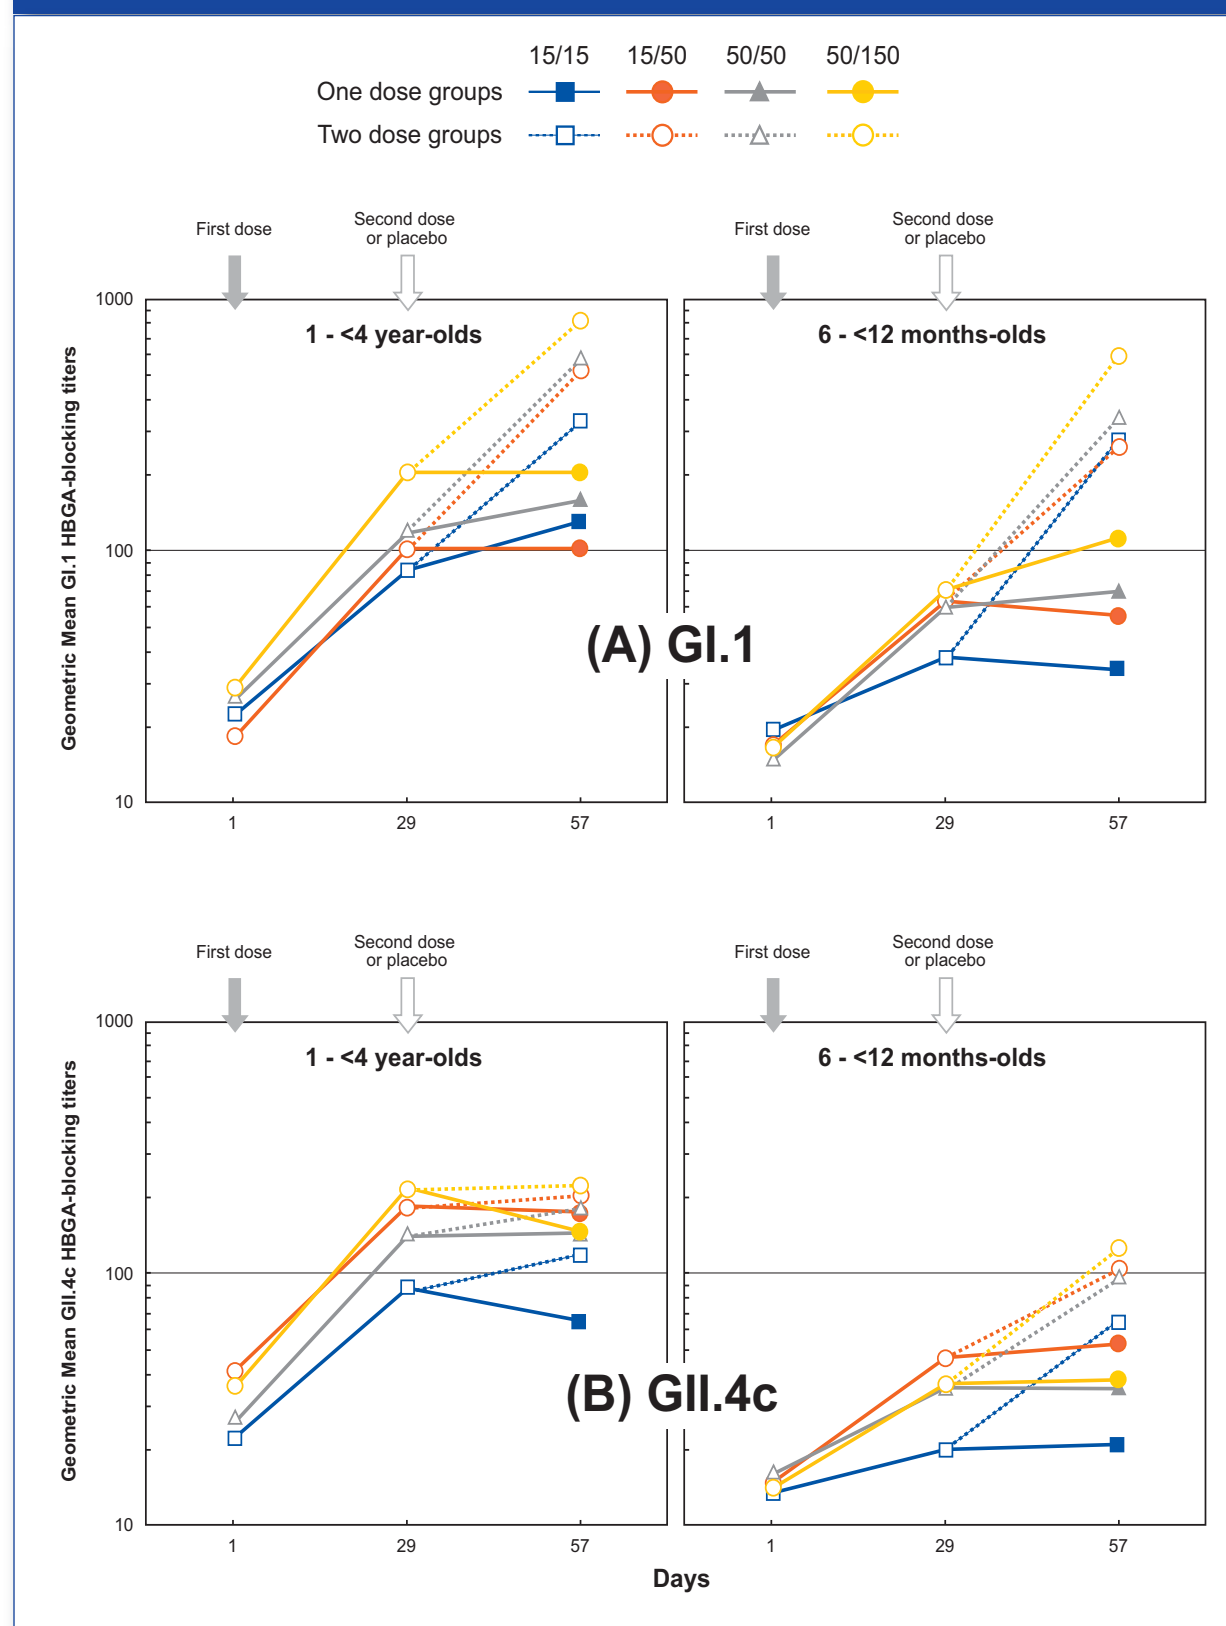 15/15 15/50 50/50 50/150
One dose groups
Two dose groups
First dose
Second dose
or placebo
First dose
Second dose
or placebo
Geometric Mean GI.1 HBGA-blocking titers
1000
100
10
1 - <4 year-olds
6 - <12 months-olds
(A) GI.1
1 29 57
1 29 57
First dose
Second dose
or placebo
First dose
Second dose
or placebo
Geometric Mean GII.4c HBGA-blocking titers
1000
100
10
1 - <4 year-olds
6 - <12 months-olds
(B) GII.4c
1 29 57
1 29 57
Days